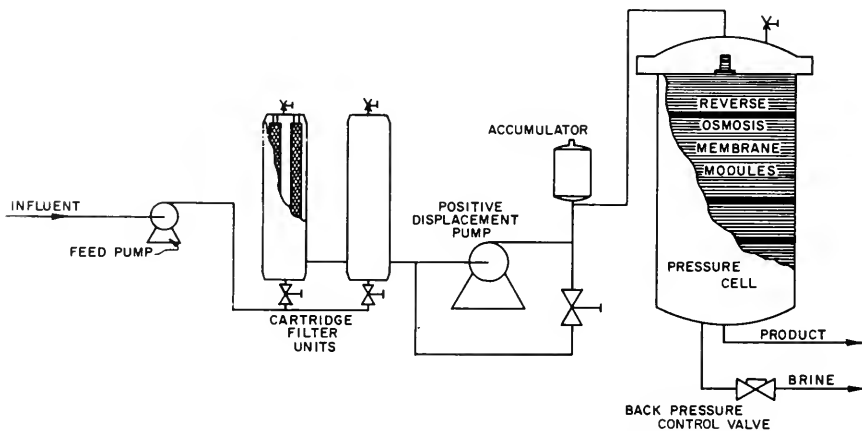 INFLUENT
FEED PUMP
CARTRIDGE
FILTER
UNITS
POSITIVE
DISPLACEMENT
PUMP
ACCUMULATOR
REVERSE
OSMOSIS
MEMBRANE
MODULES
PRESSURE
CELL
PRODUCT
BRINE
BACK PRESSURE
CONTROL VALVE